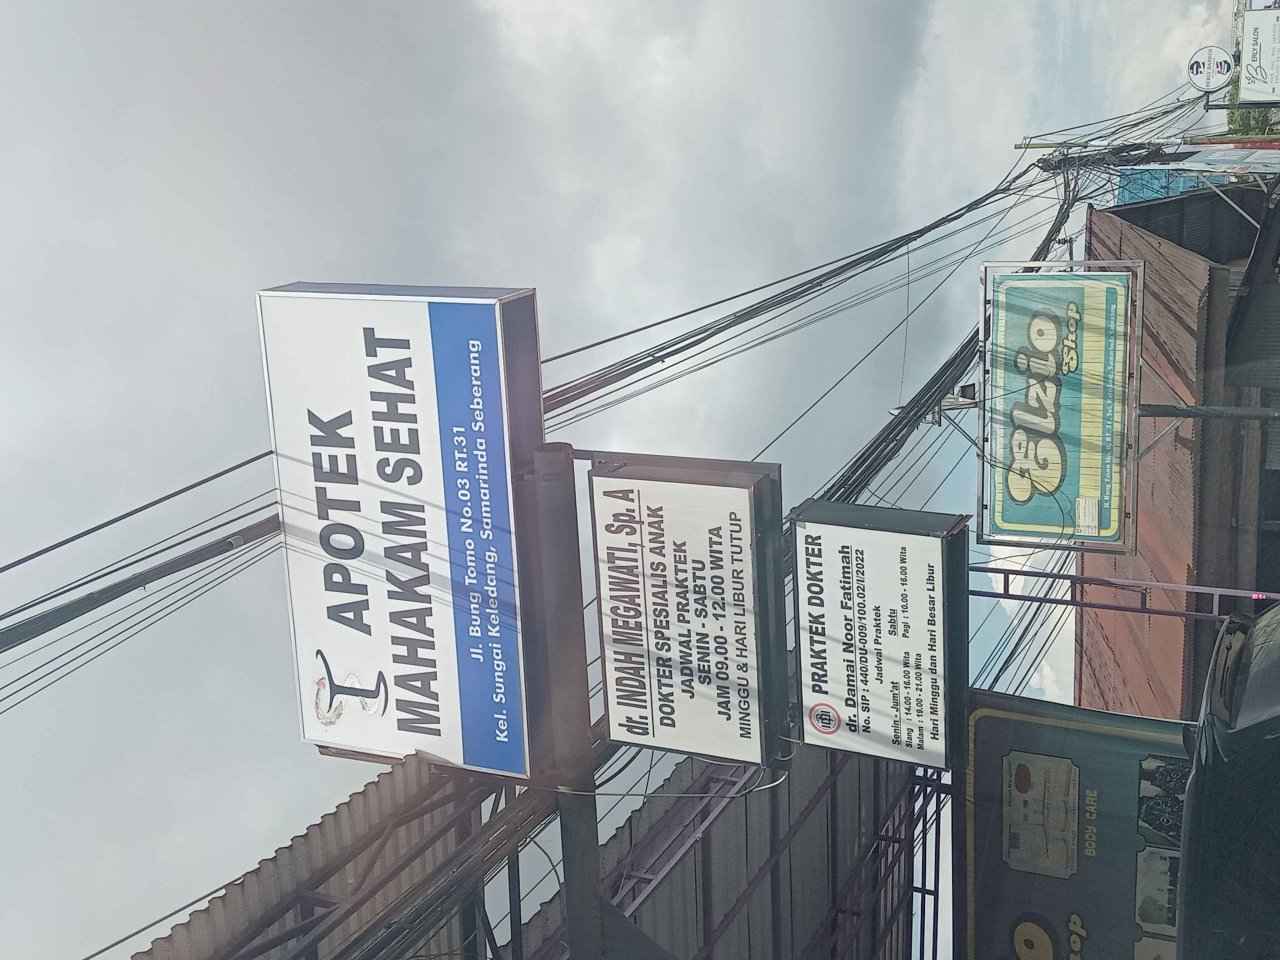 APOTEK
MAHAKAM SEHAT
Jl. Bung Tomo No.03 RT.31
Kel. Sungai Keledang, Samarinda Seberang
dr. INDAH MEGAWATI, Sp. A
DOKTER SPESIALIS ANAK
JADWAL PRAKTEK
SENIN - SABTU
JAM 09.00 - 12.00 WITA
MINGGU & HARI LIBUR TUTUP
PRAKTEK DOKTER
dr. Damai Noor Fatimah
No. SIP : 440/DU-009/100.02/I/2022
Jadwal Praktek
Senin - Jum'at
Siang : 14.00 - 16.00 Wita
Malam : 19.00 - 21.00 Wita
Sabtu
Pagi : 10.00 - 16.00 Wita
Hari Minggu dan Hari Besar Libur
Elzio
Shop
BODY CARE
BERLY SALON